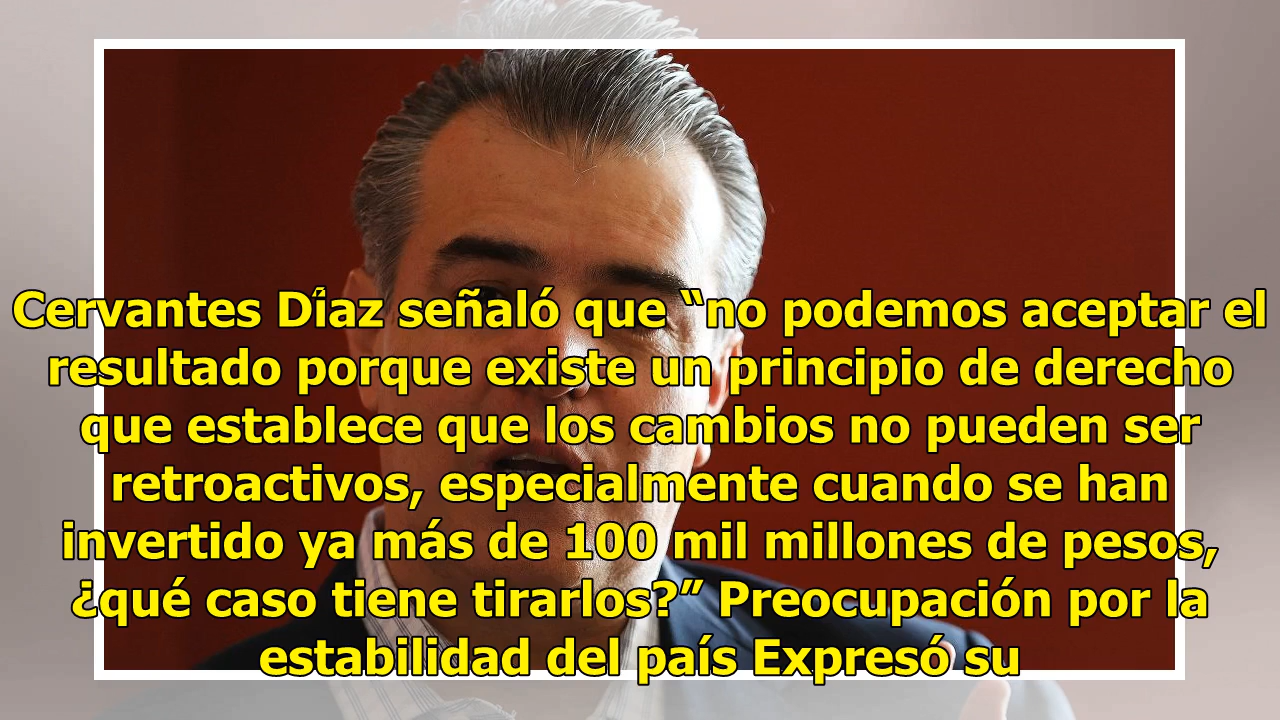 Cervantes Díaz señaló que “no podemos aceptar el
resultado porque existe un principio de derecho
que establece que los cambios no pueden ser
retroactivos, especialmente cuando se han
invertido ya más de 100 mil millones de pesos,
¿qué caso tiene tirarlos?” Preocupación por la
estabilidad del país Expresó su